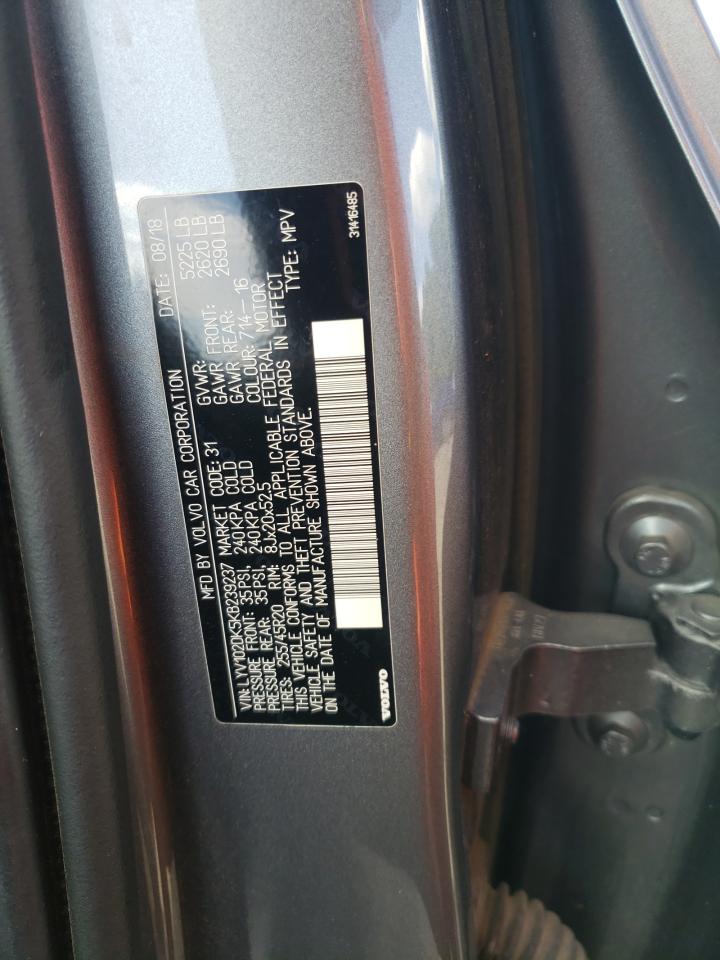 MFD BY VOLVO CAR CORPORATION DATE: 08/18
VIN: LYV102DK5KB239237 MARKET CODE: 31 GVWR: 5225 LB
PRESSURE FRONT: 35PSI, 240KPA COLD GAWR FRONT: 2620 LB
PRESSURE REAR: 35PSI, 240KPA COLD GAWR REAR: 2690 LB
TIRES: 255/45R20 RIM: 8Jx20x52.5 COLOUR: 714-16
THIS VEHICLE CONFORMS TO ALL APPLICABLE FEDERAL MOTOR
VEHICLE SAFETY AND THEFT PREVENTION STANDARDS IN EFFECT
ON THE DATE OF MANUFACTURE SHOWN ABOVE. TYPE: MPV
VOLVO 31416485